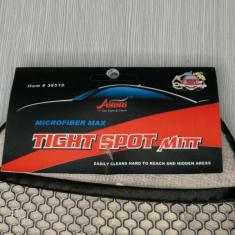 Item # 36510
MICROFIBER MAX
TIGHT SPOT MITT
EASILY CLEANS HARD TO REACH AND HIDDEN AREAS